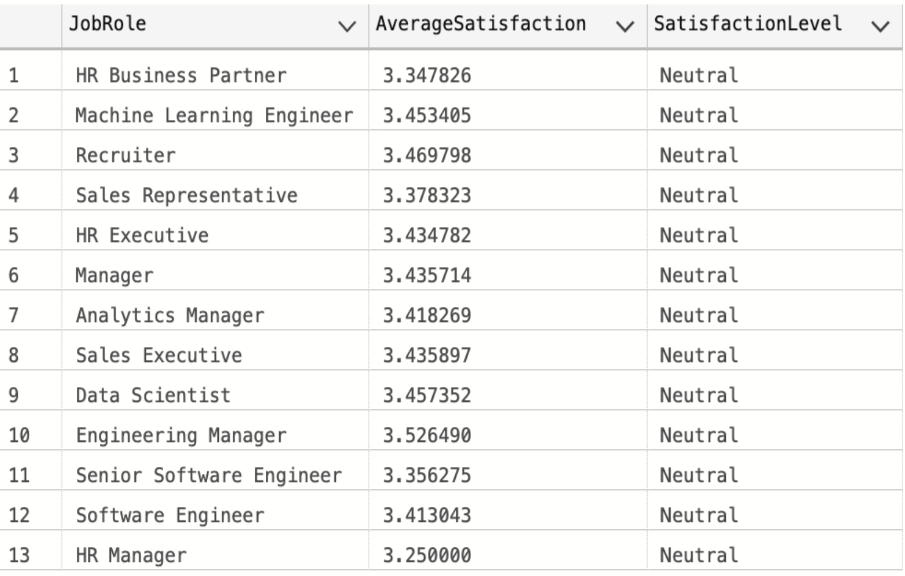 JobRole AverageSatisfaction SatisfactionLevel
1 HR Business Partner 3.347826 Neutral
2 Machine Learning Engineer 3.453405 Neutral
3 Recruiter 3.469798 Neutral
4 Sales Representative 3.378323 Neutral
5 HR Executive 3.434782 Neutral
6 Manager 3.435714 Neutral
7 Analytics Manager 3.418269 Neutral
8 Sales Executive 3.435897 Neutral
9 Data Scientist 3.457352 Neutral
10 Engineering Manager 3.526490 Neutral
11 Senior Software Engineer 3.356275 Neutral
12 Software Engineer 3.413043 Neutral
13 HR Manager 3.250000 Neutral